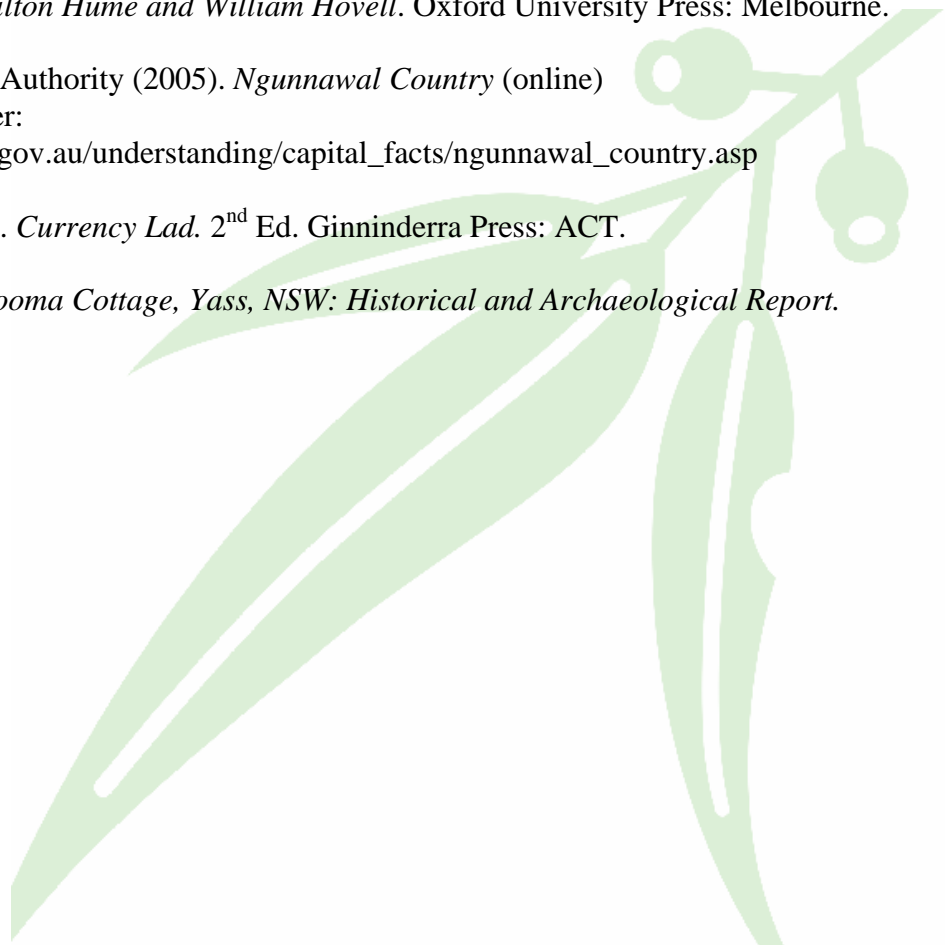 ilton Hume and William Hovell. Oxford University Press: Melbourne.
Authority (2005). Ngunnawal Country (online)
er:
gov.au/understanding/capital_facts/ngunnawal_country.asp
. Currency Lad. 2nd Ed. Ginninderra Press: ACT.
ooma Cottage, Yass, NSW: Historical and Archaeological Report.